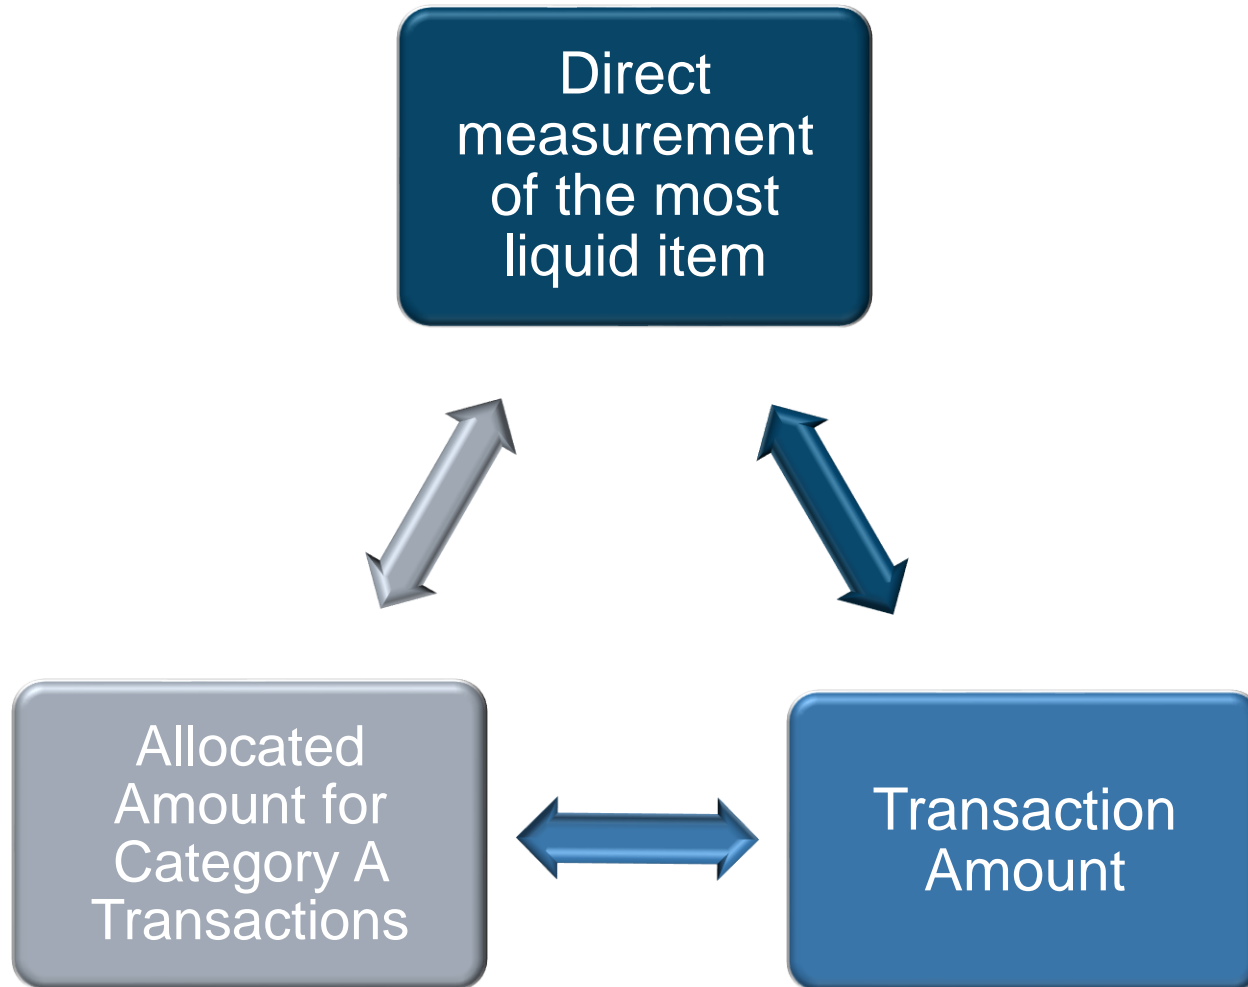 Direct
measurement
of the most
liquid item
Allocated
Amount for
Category A
Transactions
Transaction
Amount